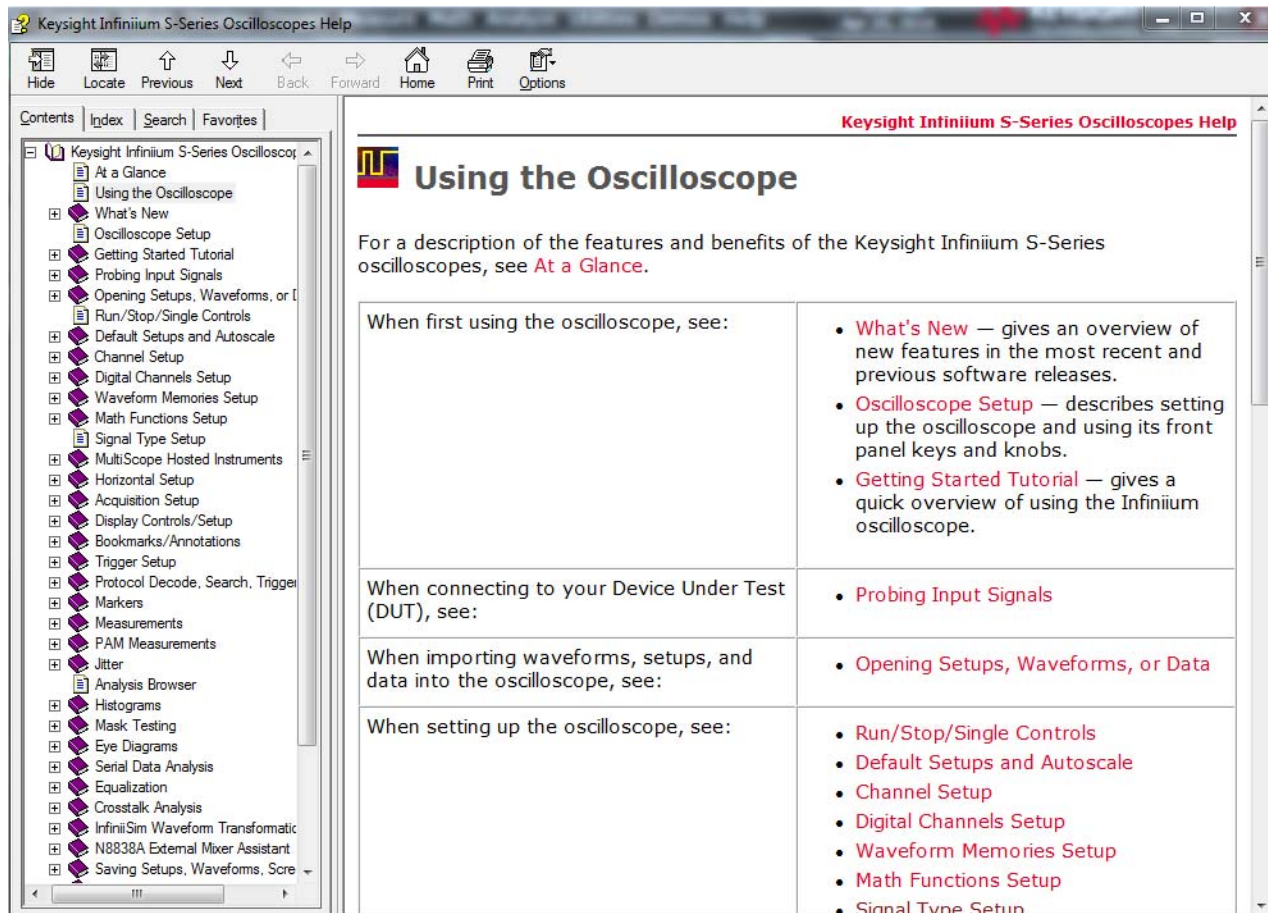 Keysight Infiniium S-Series Oscilloscopes Help
Hide Locate Previous Next Back Forward Home Print Options
Contents Index Search Favorites
Keysight Infiniium S-Series Oscilloscop
At a Glance
Using the Oscilloscope
What's New
Oscilloscope Setup
Getting Started Tutorial
Probing Input Signals
Opening Setups, Waveforms, or D
Run/Stop/Single Controls
Default Setups and Autoscale
Channel Setup
Digital Channels Setup
Waveform Memories Setup
Math Functions Setup
Signal Type Setup
MultiScope Hosted Instruments
Horizontal Setup
Acquisition Setup
Display Controls/Setup
Bookmarks/Annotations
Trigger Setup
Protocol Decode, Search, Trigger
Markers
Measurements
PAM Measurements
Jitter
Analysis Browser
Histograms
Mask Testing
Eye Diagrams
Serial Data Analysis
Equalization
Crosstalk Analysis
InfiniiSim Waveform Transformatic
N8838A External Mixer Assistant
Saving Setups, Waveforms, Scre
Keysight Infiniium S-Series Oscilloscopes Help
Using the Oscilloscope
For a description of the features and benefits of the Keysight Infiniium S-Series
oscilloscopes, see At a Glance.
When first using the oscilloscope, see:
• What's New — gives an overview of
new features in the most recent and
previous software releases.
• Oscilloscope Setup — describes setting
up the oscilloscope and using its front
panel keys and knobs.
• Getting Started Tutorial — gives a
quick overview of using the Infiniium
oscilloscope.
When connecting to your Device Under Test
(DUT), see:
• Probing Input Signals
When importing waveforms, setups, and
data into the oscilloscope, see:
• Opening Setups, Waveforms, or Data
When setting up the oscilloscope, see:
• Run/Stop/Single Controls
• Default Setups and Autoscale
• Channel Setup
• Digital Channels Setup
• Waveform Memories Setup
• Math Functions Setup
• Signal Type Setup